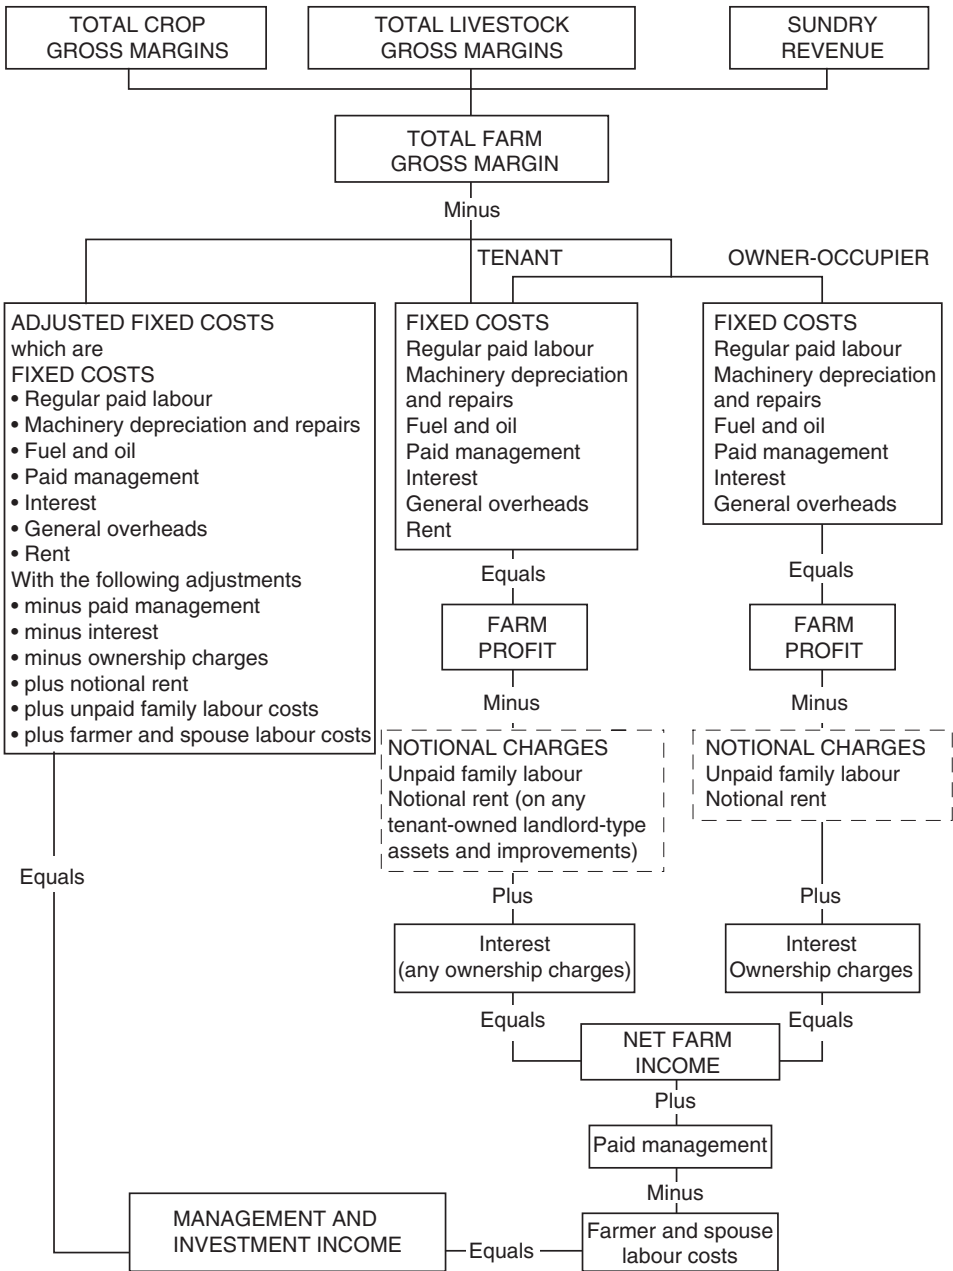 TOTAL CROP
GROSS MARGINS
TOTAL LIVESTOCK
GROSS MARGINS
SUNDRY
REVENUE
TOTAL FARM
GROSS MARGIN
Minus
TENANT
OWNER-OCCUPIER
ADJUSTED FIXED COSTS
which are
FIXED COSTS
• Regular paid labour
• Machinery depreciation and repairs
• Fuel and oil
• Paid management
• Interest
• General overheads
• Rent
With the following adjustments
• minus paid management
• minus interest
• minus ownership charges
• plus notional rent
• plus unpaid family labour costs
• plus farmer and spouse labour costs
Equals
FIXED COSTS
Regular paid labour
Machinery depreciation
and repairs
Fuel and oil
Paid management
Interest
General overheads
Rent
Equals
FARM
PROFIT
Minus
NOTIONAL CHARGES
Unpaid family labour
Notional rent (on any
tenant-owned landlord-type
assets and improvements)
Plus
Interest
(any ownership charges)
Equals
FIXED COSTS
Regular paid labour
Machinery depreciation
and repairs
Fuel and oil
Paid management
Interest
General overheads
Equals
FARM
PROFIT
Minus
NOTIONAL CHARGES
Unpaid family labour
Notional rent
Plus
Interest
Ownership charges
Equals
NET FARM
INCOME
Plus
Paid management
Minus
Farmer and spouse
labour costs
Equals
MANAGEMENT AND
INVESTMENT INCOME